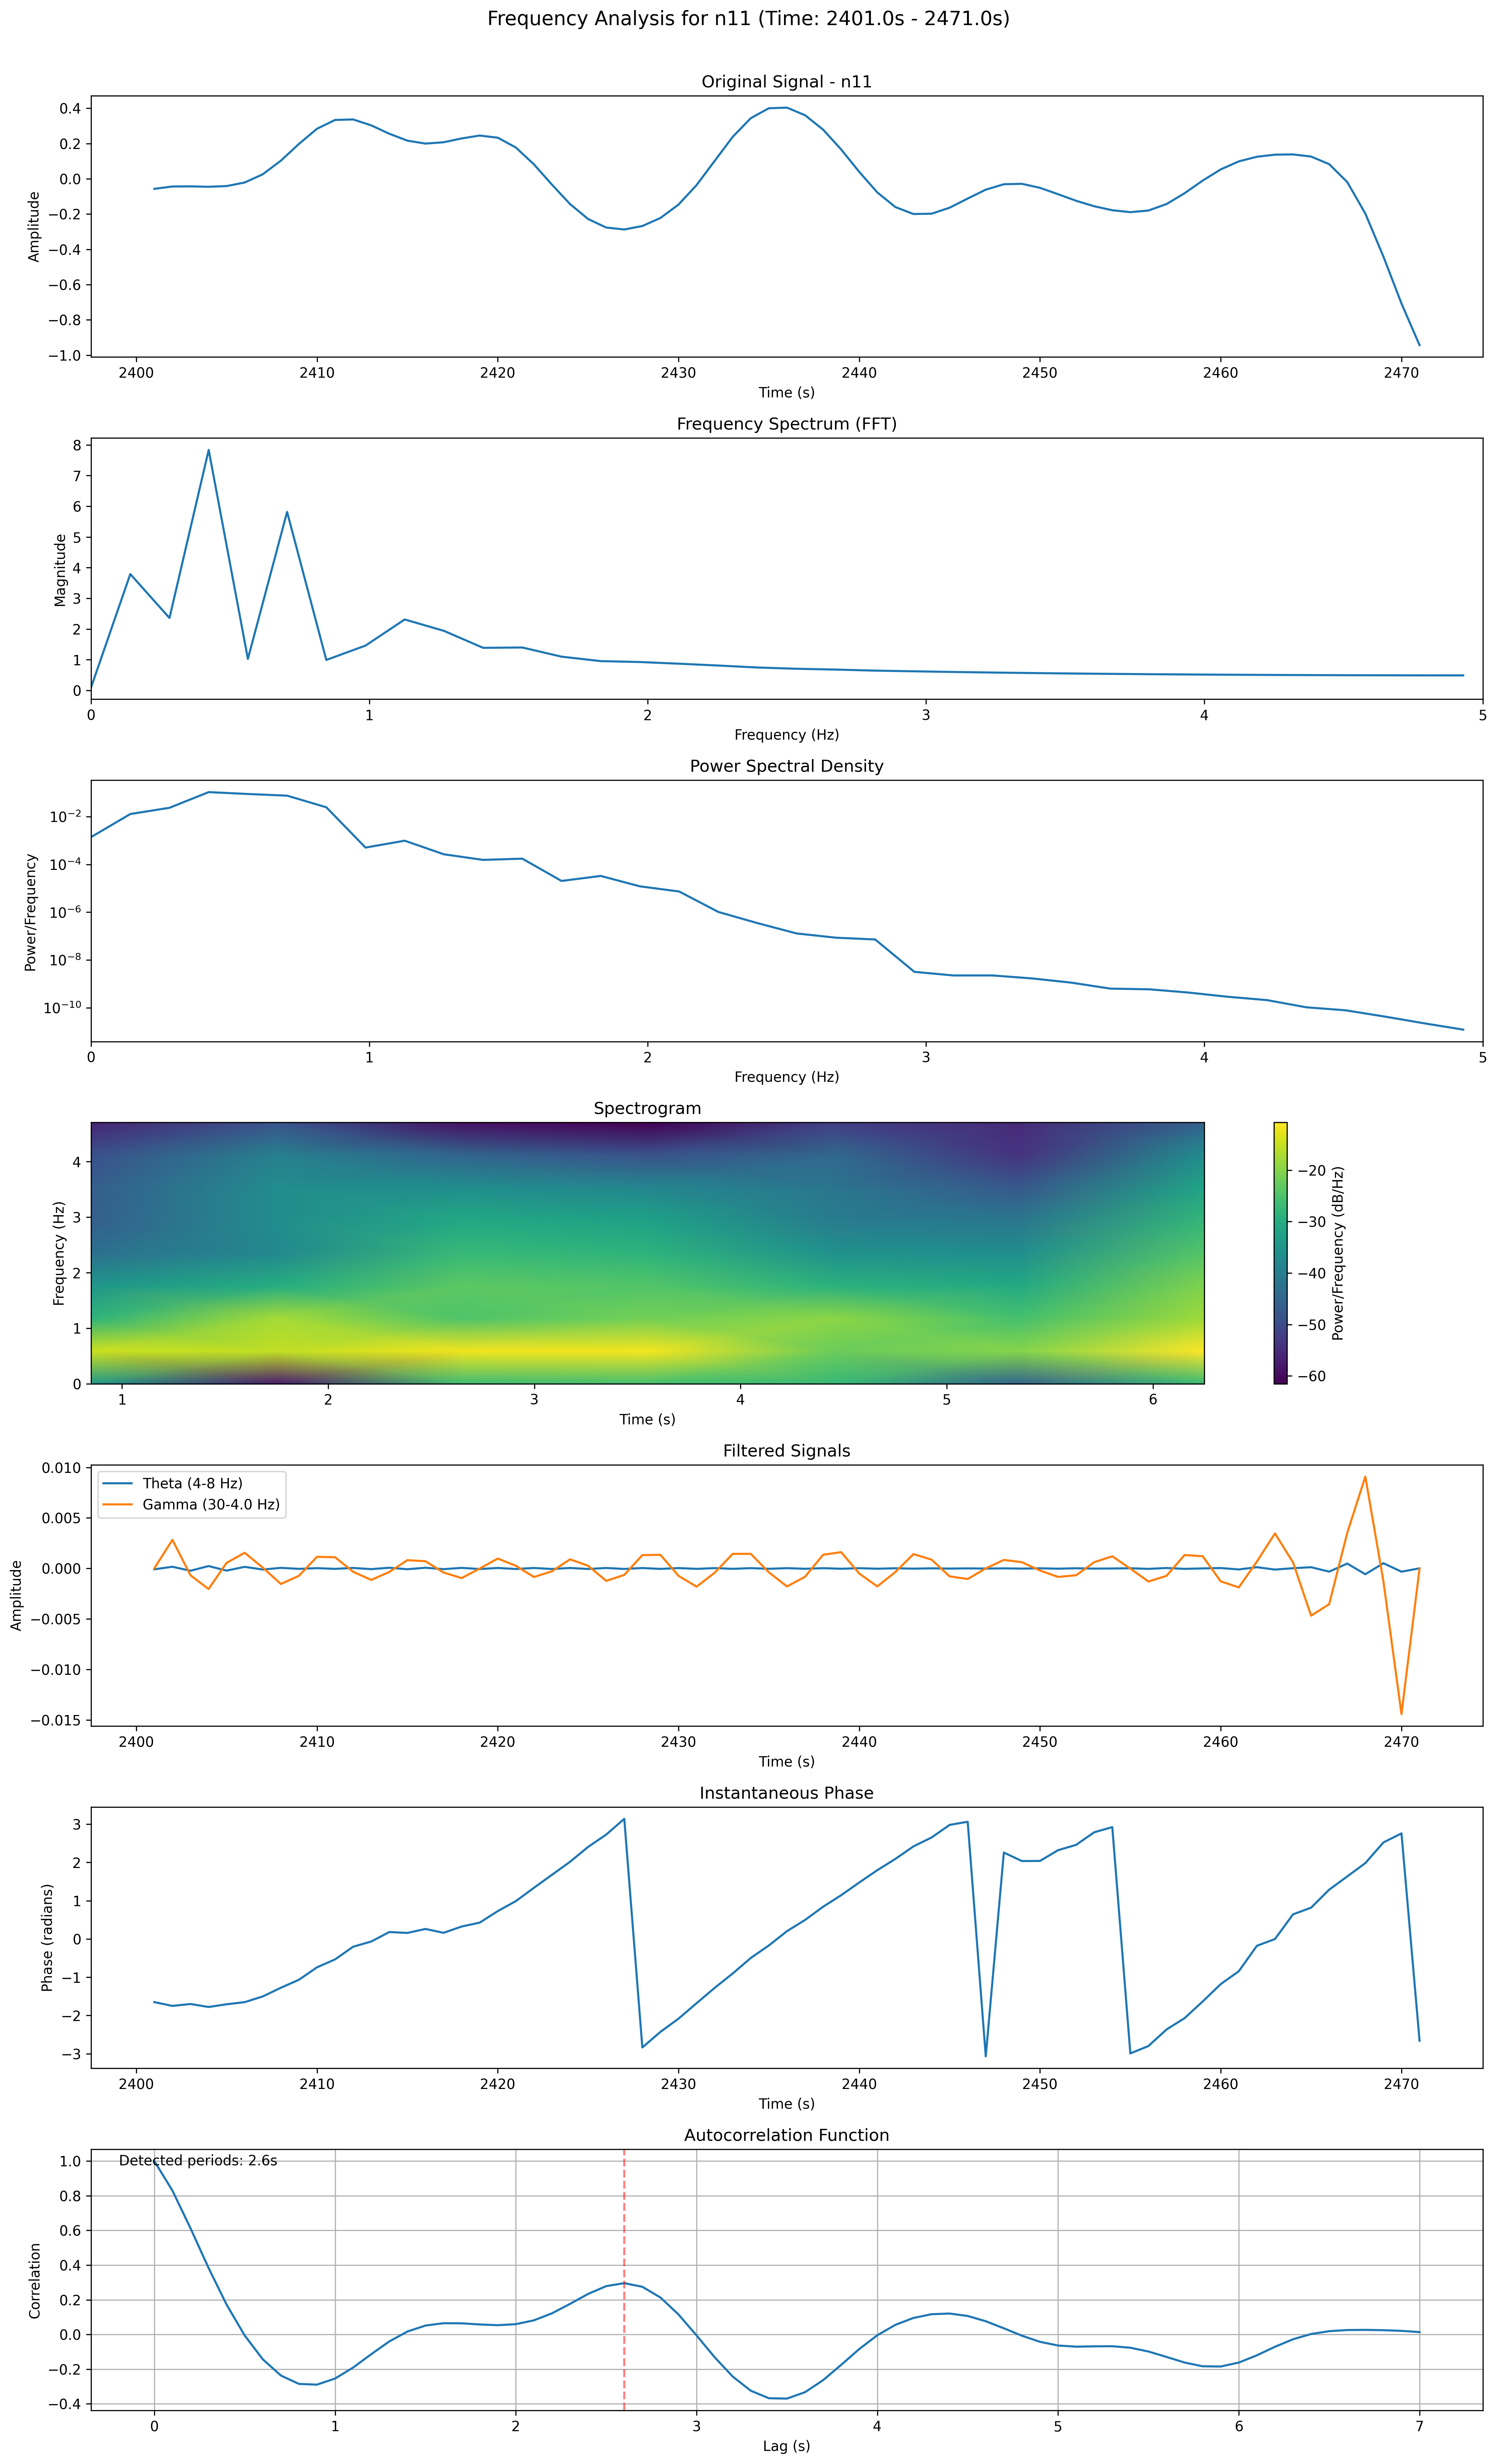 Frequency Analysis for n11 (Time: 2401.0s - 2471.0s)
Original Signal - n11
Amplitude
0.4
0.2
0.0
−0.2
−0.4
−0.6
−0.8
−1.0
2400 2410 2420 2430 2440 2450 2460 2470
Time (s)
Frequency Spectrum (FFT)
Magnitude
8
7
6
5
4
3
2
1
0
0 1 2 3 4 5
Frequency (Hz)
Power Spectral Density
Power/Frequency
10⁻²
10⁻⁴
10⁻⁶
10⁻⁸
10⁻¹⁰
0 1 2 3 4 5
Frequency (Hz)
Spectrogram
Frequency (Hz)
4
3
2
1
0
1 2 3 4 5 6
Time (s)
−20
−30
−40
−50
−60
Power/Frequency (dB/Hz)
Filtered Signals
Theta (4-8 Hz)
Gamma (30-4.0 Hz)
Amplitude
0.010
0.005
0.000
−0.005
−0.010
−0.015
2400 2410 2420 2430 2440 2450 2460 2470
Time (s)
Instantaneous Phase
Phase (radians)
3
2
1
0
−1
−2
−3
2400 2410 2420 2430 2440 2450 2460 2470
Time (s)
Autocorrelation Function
Detected periods: 2.6s
Correlation
1.0
0.8
0.6
0.4
0.2
0.0
−0.2
−0.4
0 1 2 3 4 5 6 7
Lag (s)